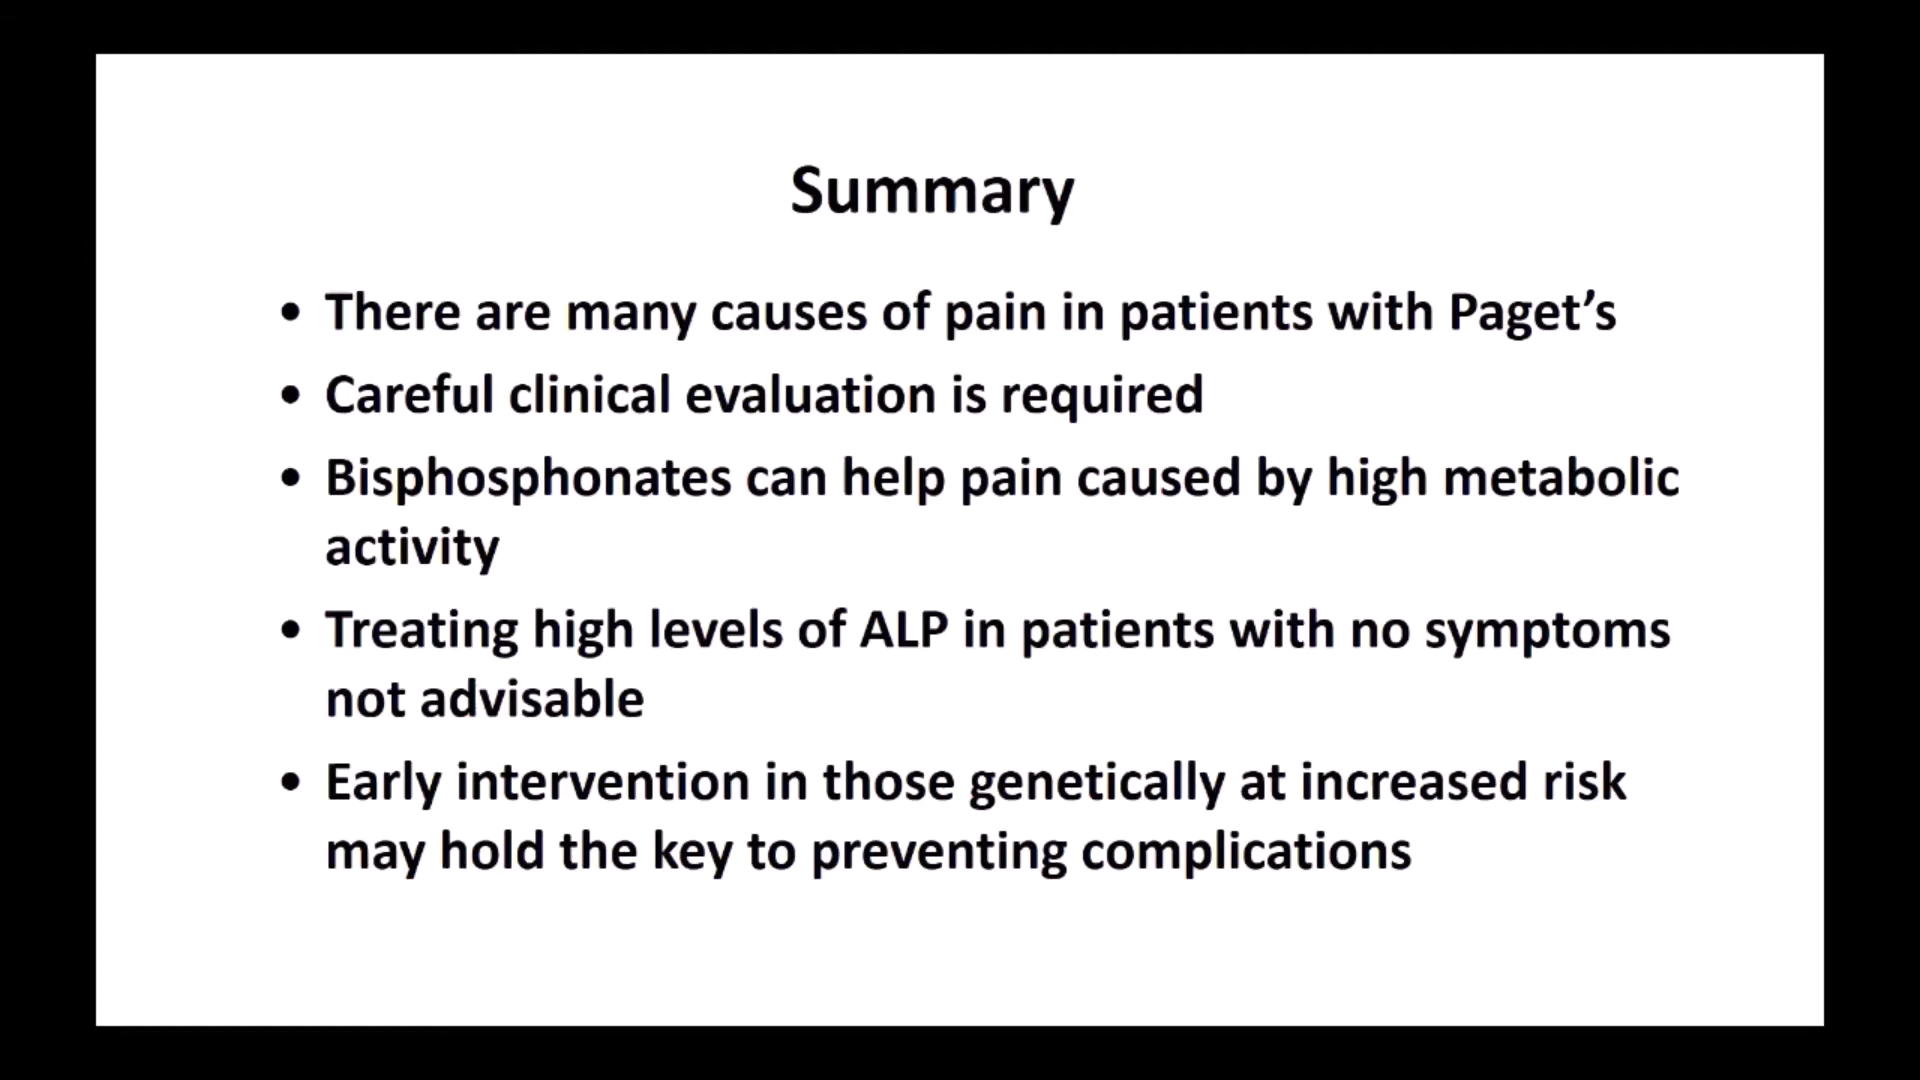 Summary
• There are many causes of pain in patients with Paget’s
• Careful clinical evaluation is required
• Bisphosphonates can help pain caused by high metabolic
activity
• Treating high levels of ALP in patients with no symptoms
not advisable
• Early intervention in those genetically at increased risk
may hold the key to preventing complications